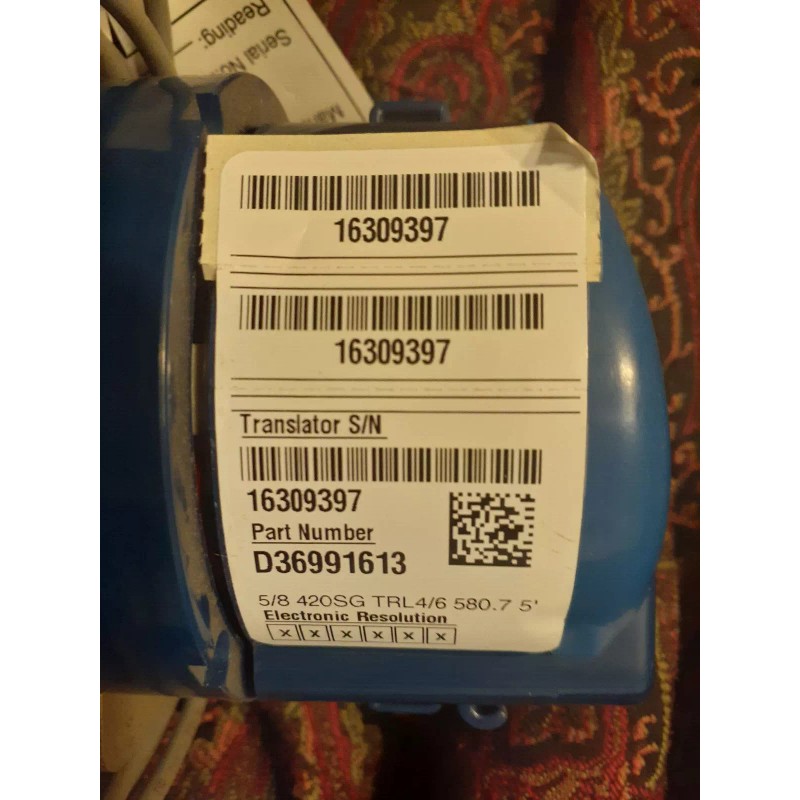 Reading:
Serial No.
16309397
16309397
Translator S/N
16309397
Part Number
D36991613
5/8 420SG TRL4/6 580.7 5'
Electronic Resolution
x x x x x x